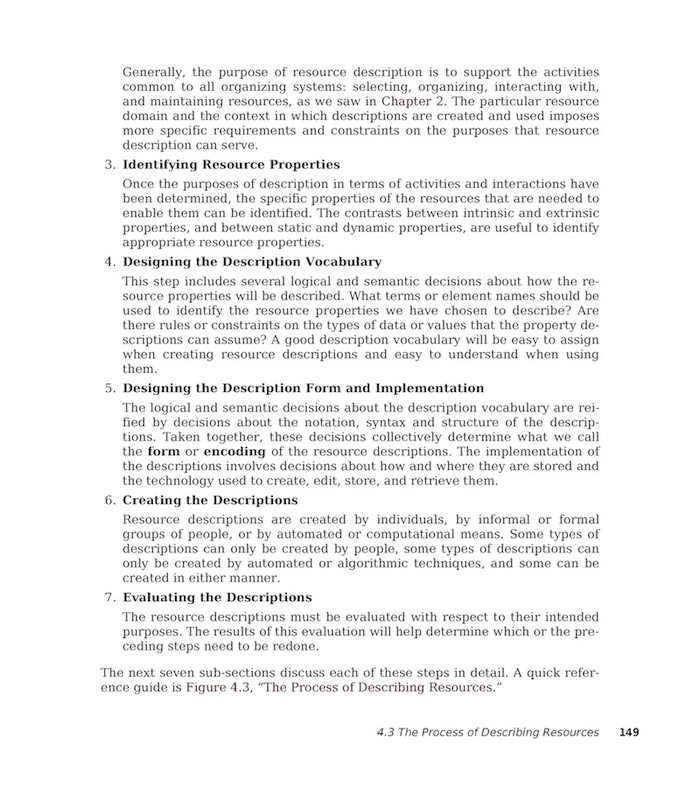 Generally, the purpose of resource description is to support the activities
common to all organizing systems: selecting, organizing, interacting with,
and maintaining resources, as we saw in Chapter 2. The particular resource
domain and the context in which descriptions are created and used imposes
more specific requirements and constraints on the purposes that resource
description can serve.
3. Identifying Resource Properties
Once the purposes of description in terms of activities and interactions have
been determined, the specific properties of the resources that are needed to
enable them can be identified. The contrasts between intrinsic and extrinsic
properties, and between static and dynamic properties, are useful to identify
appropriate resource properties.
4. Designing the Description Vocabulary
This step includes several logical and semantic decisions about how the re-
source properties will be described. What terms or element names should be
used to identify the resource properties we have chosen to describe? Are
there rules or constraints on the types of data or values that the property de-
scriptions can assume? A good description vocabulary will be easy to assign
when creating resource descriptions and easy to understand when using
them.
5. Designing the Description Form and Implementation
The logical and semantic decisions about the description vocabulary are rei-
fied by decisions about the notation, syntax and structure of the descrip-
tions. Taken together, these decisions collectively determine what we call
the form or encoding of the resource descriptions. The implementation of
the descriptions involves decisions about how and where they are stored and
the technology used to create, edit, store, and retrieve them.
6. Creating the Descriptions
Resource descriptions are created by individuals, by informal or formal
groups of people, or by automated or computational means. Some types of
descriptions can only be created by people, some types of descriptions can
only be created by automated or algorithmic techniques, and some can be
created in either manner.
7. Evaluating the Descriptions
The resource descriptions must be evaluated with respect to their intended
purposes. The results of this evaluation will help determine which or the pre-
ceding steps need to be redone.
The next seven sub-sections discuss each of these steps in detail. A quick refer-
ence guide is Figure 4.3, “The Process of Describing Resources.”
4.3 The Process of Describing Resources 149